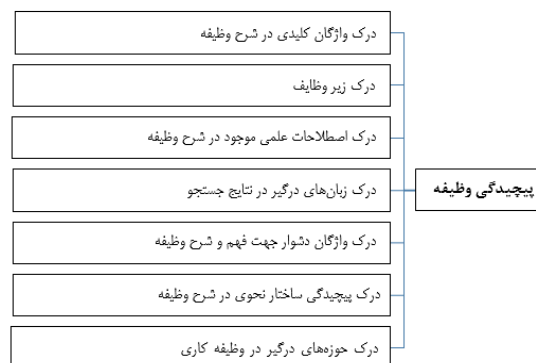 درک واژگان کلیدی در شرح وظیفه
درک زیر وظایف
درک اصطلاحات علمی موجود در شرح وظیفه
درک زبان‌های درگیر در نتایج جستجو
درک واژگان دشوار جهت فهم و شرح وظیفه
درک پیچیدگی ساختار نحوی در شرح وظیفه
درک حوزه‌های درگیر در وظیفه کاری
پیچیدگی وظیفه